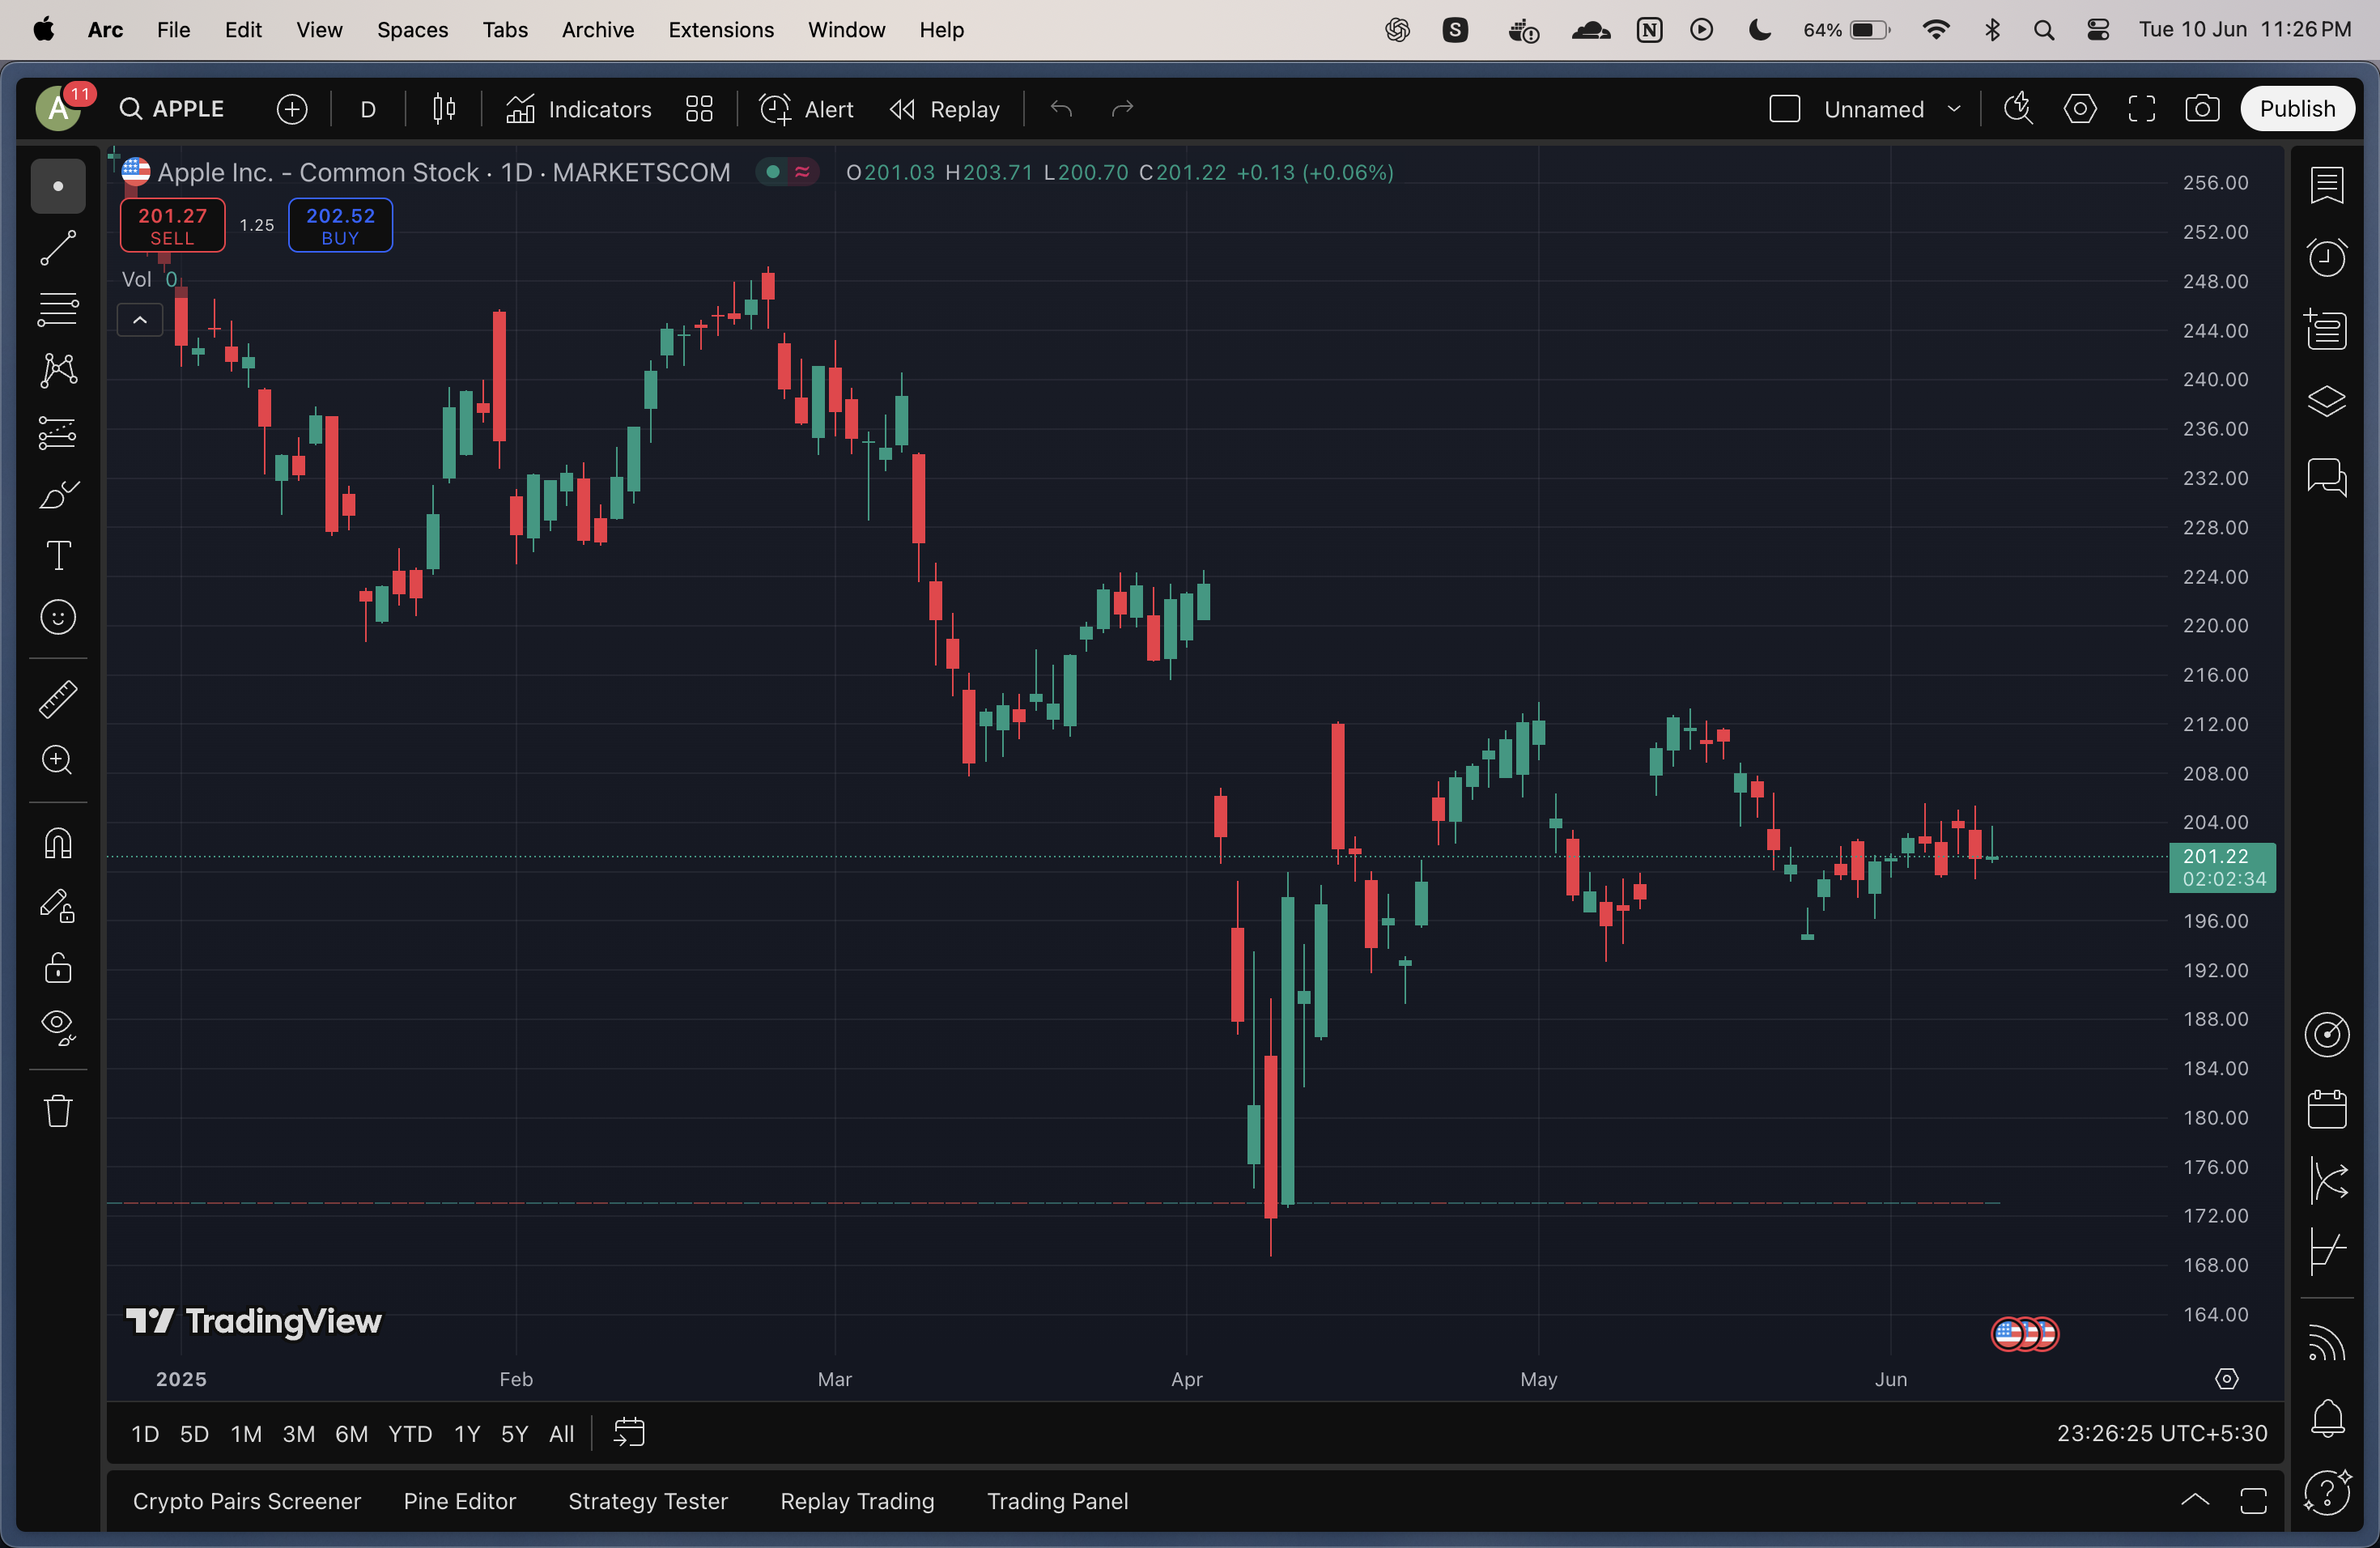 Arc File Edit View Spaces Tabs Archive Extensions Window Help S N 64% Tue 10 Jun 11:26 PM
A 11 APPLE D Indicators Alert Replay Unnamed Publish
Apple Inc. - Common Stock · 1D · MARKETSCOM O201.03 H203.71 L200.70 C201.22 +0.13 (+0.06%)
201.27 SELL 1.25 202.52 BUY
Vol 0
256.00
252.00
248.00
244.00
240.00
236.00
232.00
228.00
224.00
220.00
216.00
212.00
208.00
204.00
201.22
02:02:34
196.00
192.00
188.00
184.00
180.00
176.00
172.00
168.00
164.00
TradingView
2025 Feb Mar Apr May Jun
1D 5D 1M 3M 6M YTD 1Y 5Y All 23:26:25 UTC+5:30
Crypto Pairs Screener Pine Editor Strategy Tester Replay Trading Trading Panel